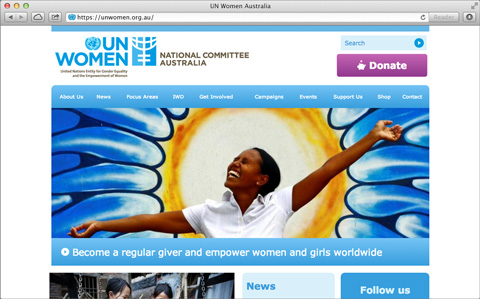 UN Women Australia
https://unwomen.org.au/
Reader
UN
WOMEN
United Nations Entity for Gender Equality
and the Empowerment of Women
NATIONAL COMMITTEE
AUSTRALIA
Search
Donate
About Us News Focus Areas IWD Get Involved Campaigns Events Support Us Shop Contact
Become a regular giver and empower women and girls worldwide
News
Follow us